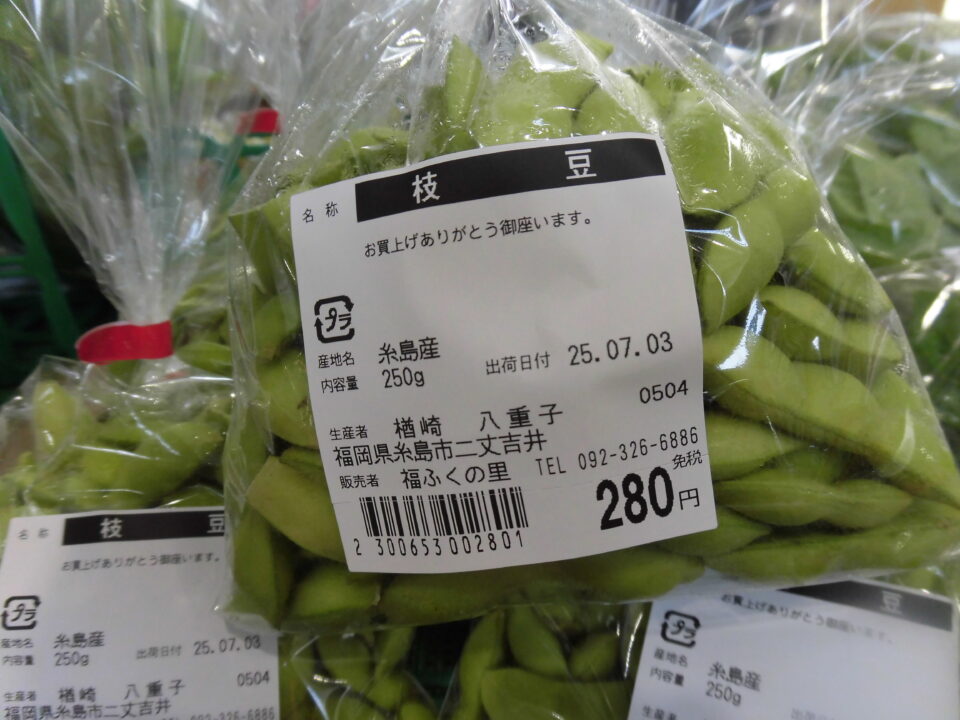 名称 枝豆
お買上げありがとう御座います。
プラ
産地名 糸島産 出荷日付 25.07.03
内容量 250g
0504
生産者 楢崎 八重子
福岡県糸島市二丈吉井
販売者 福ふくの里 TEL 092-326-6886
免税
280円
2 300653 002801
名称 枝豆
お買上げありがとう御座います。
プラ
産地名 糸島産 出荷日付 25.07.03
内容量 250g
0504
生産者 楢崎 八重子
福岡県糸島市二丈吉井
092-326-6886
豆
お買上げありがとう御座います。
プラ
産地名 糸島産
内容量 250g